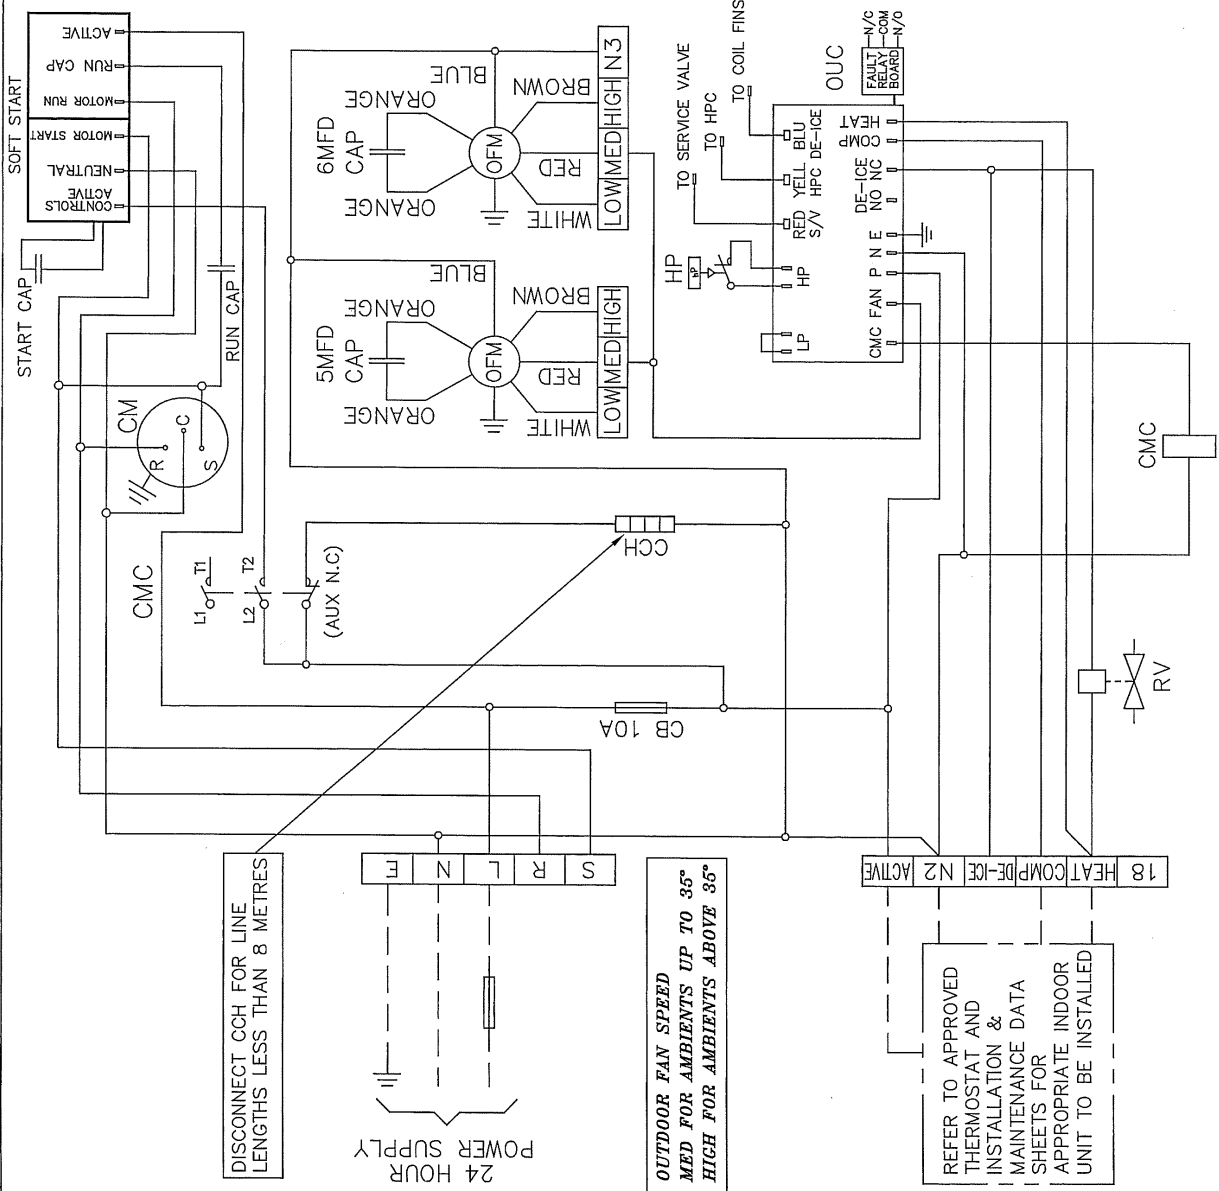 SOFT START
ACTIVE
RUN CAP
MOTOR RUN
MOTOR START
NEUTRAL
CONTROLS
ACTIVE
START CAP
RUN CAP
CM
R
C
S
BLUE
ORANGE
6MFD
CAP
ORANGE
OFM
BROWN
RED
WHITE
N3
HIGH
MED
LOW
BLUE
ORANGE
5MFD
CAP
ORANGE
OFM
BROWN
RED
WHITE
HIGH
MED
LOW
TO SERVICE VALVE
TO HPC
TO COIL FINS
OUC
FAULT
RELAY
BOARD
N/C
COM
N/O
BLU
DE-ICE
YELL
HPC
RED
S/V
HP
HP
HP
LP
HEAT
COMP
DE-ICE
NO NC
E
N
P
FAN
CMC
CMC
L1
T1
L2
T2
(AUX N.C)
CCH
CB 10A
CMC
RV
DISCONNECT CCH FOR LINE
LENGTHS LESS THAN 8 METRES
E
N
L
R
S
24 HOUR
POWER SUPPLY
OUTDOOR FAN SPEED
MED FOR AMBIENTS UP TO 35°
HIGH FOR AMBIENTS ABOVE 35°
ACTIVE
N2
DE-ICE
COMP
HEAT
18
REFER TO APPROVED
THERMOSTAT AND
INSTALLATION &
MAINTENANCE DATA
SHEETS FOR
APPROPRIATE INDOOR
UNIT TO BE INSTALLED